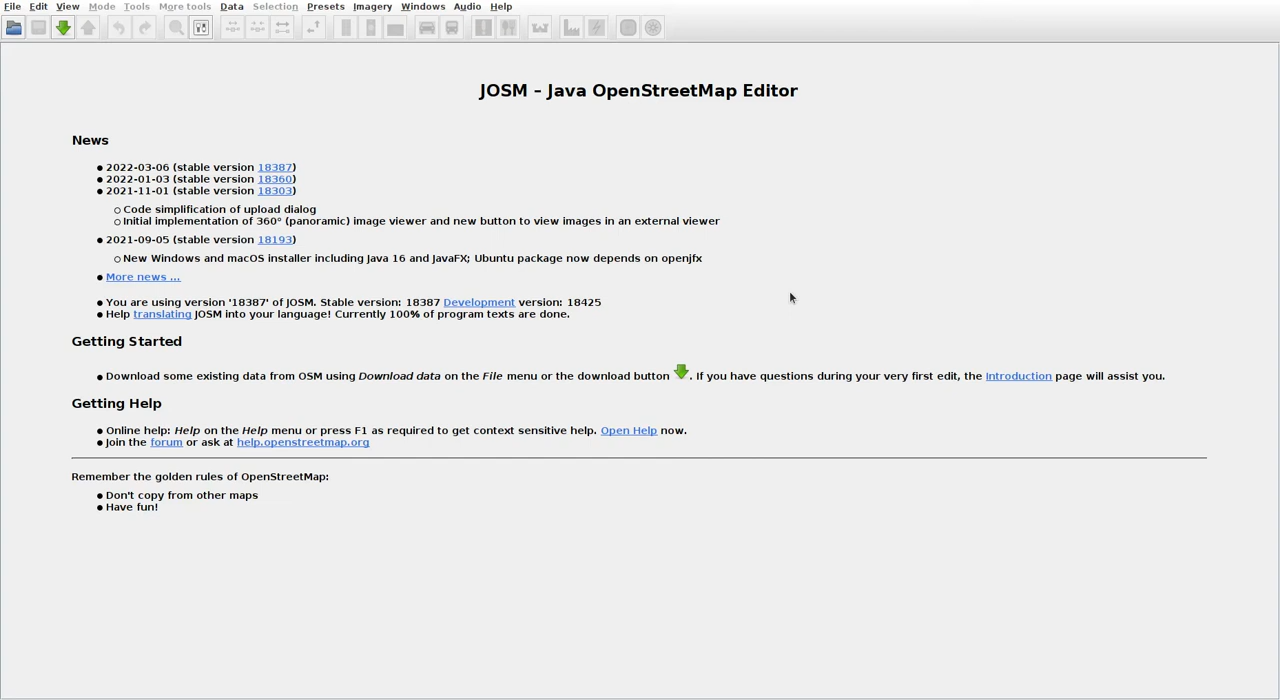 File Edit View Mode Tools More tools Data Selection Presets Imagery Windows Audio Help
JOSM – Java OpenStreetMap Editor
News
● 2022-03-06 (stable version 18387)
● 2022-01-03 (stable version 18360)
● 2021-11-01 (stable version 18303)
○ Code simplification of upload dialog
○ Initial implementation of 360° (panoramic) image viewer and new button to view images in an external viewer
● 2021-09-05 (stable version 18193)
○ New Windows and macOS installer including Java 16 and JavaFX; Ubuntu package now depends on openjfx
● More news ...
● You are using version '18387' of JOSM. Stable version: 18387 Development version: 18425
● Help translating JOSM into your language! Currently 100% of program texts are done.
Getting Started
● Download some existing data from OSM using Download data on the File menu or the download button . If you have questions during your very first edit, the Introduction page will assist you.
Getting Help
● Online help: Help on the Help menu or press F1 as required to get context sensitive help. Open Help now.
● Join the forum or ask at help.openstreetmap.org
Remember the golden rules of OpenStreetMap:
● Don't copy from other maps
● Have fun!